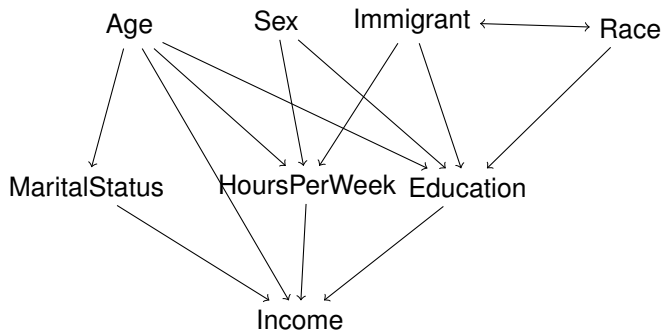 Age Sex Immigrant Race
MaritalStatus HoursPerWeek Education
Income